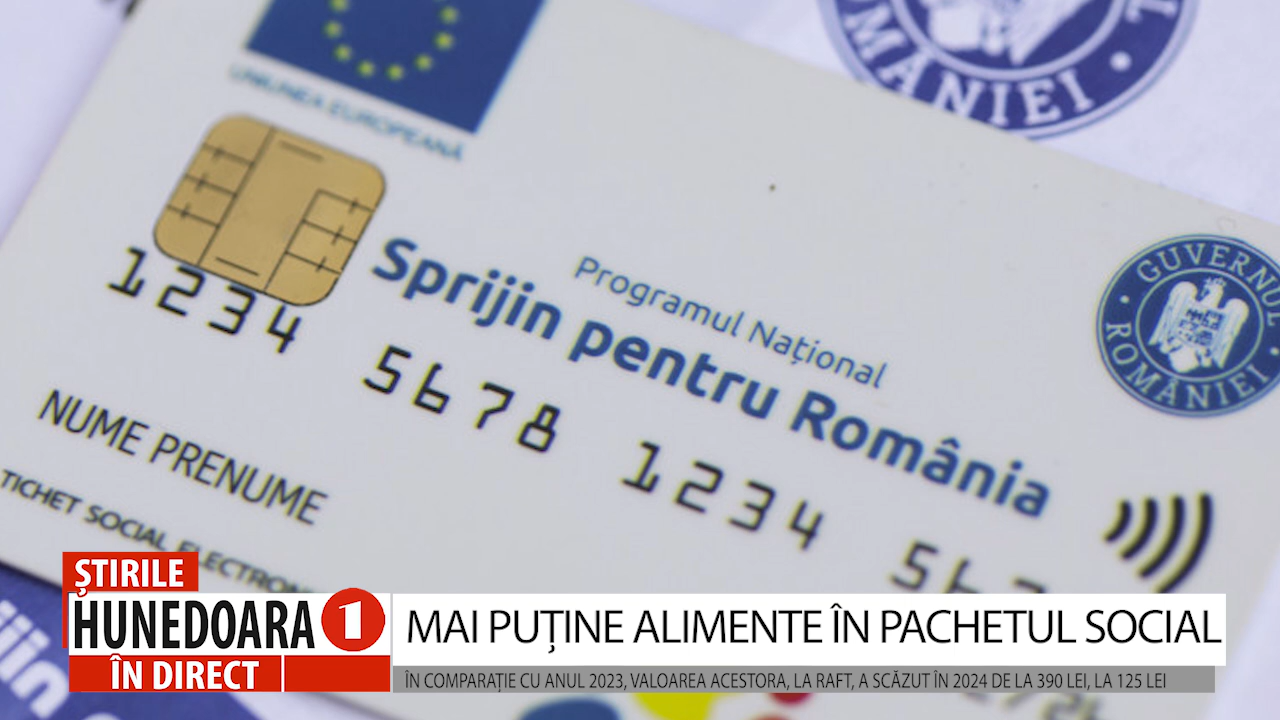 UNIUNEA EUROPEANĂ
MÂNIEI
GUVERNUL
ROMÂNIEI
Programul Național
Sprijin pentru România
1234 5678 1234 567
NUME PRENUME
TICHET SOCIAL ELECTRON
ȘTIRILE
HUNEDOARA 1
ÎN DIRECT
MAI PUȚINE ALIMENTE ÎN PACHETUL SOCIAL
ÎN COMPARAȚIE CU ANUL 2023, VALOAREA ACESTORA, LA RAFT, A SCĂZUT ÎN 2024 DE LA 390 LEI, LA 125 LEI